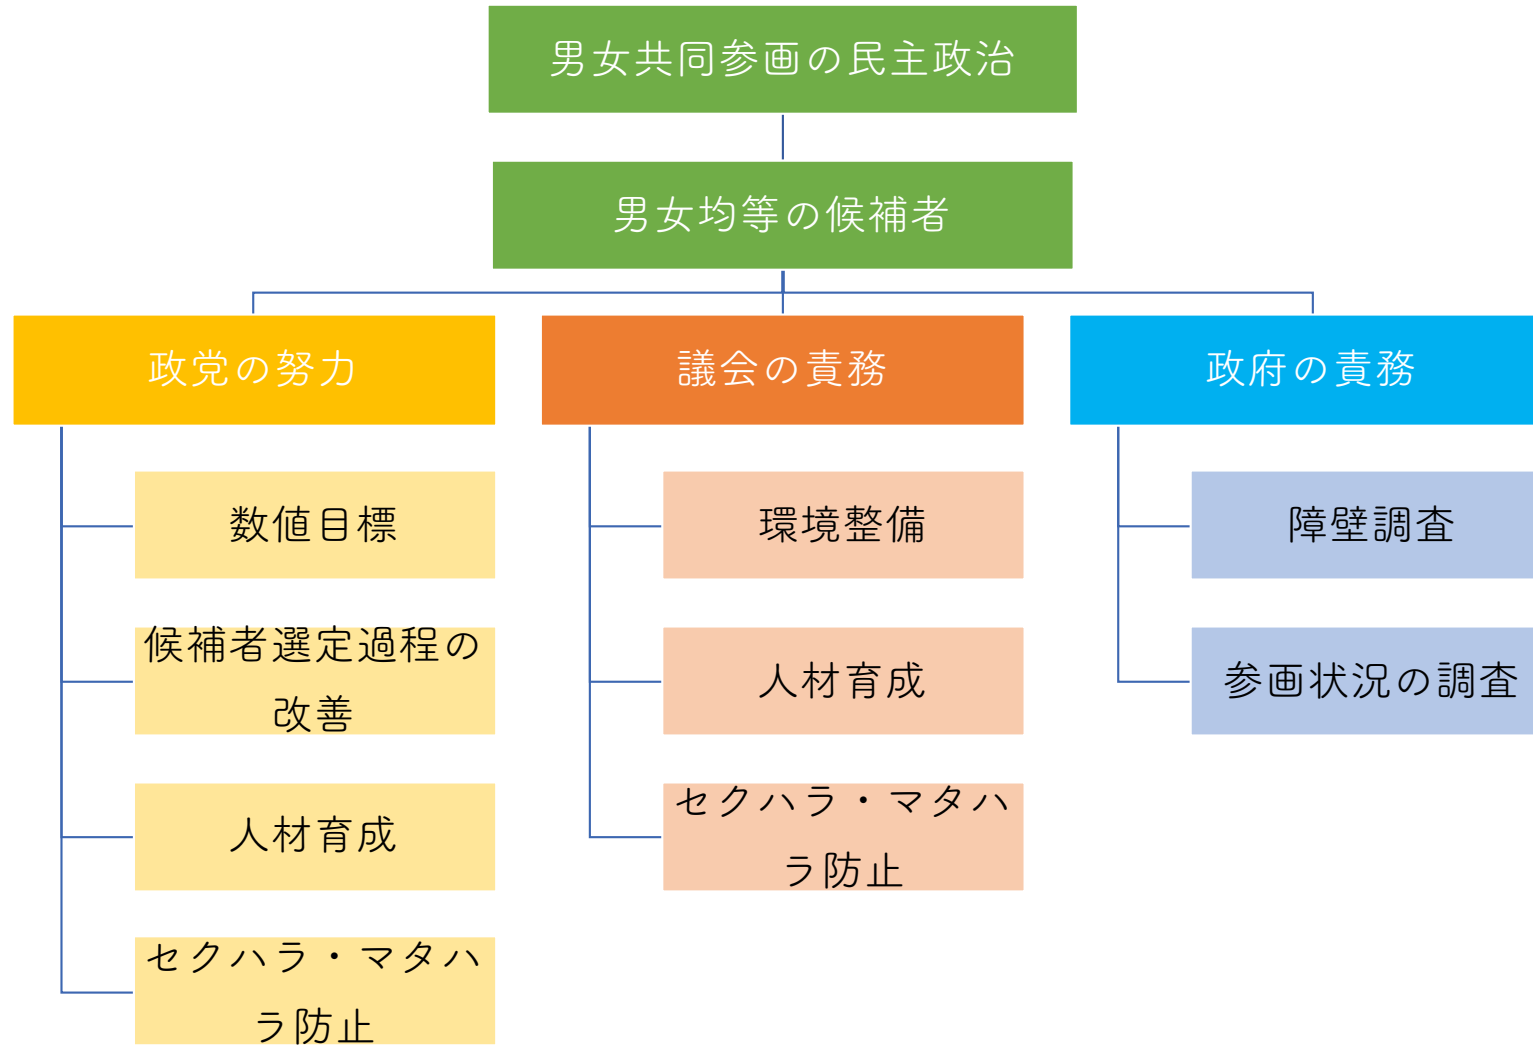 男女共同参画の民主政治
男女均等の候補者
政党の努力
数値目標
候補者選定過程の
改善
人材育成
セクハラ・マタハ
ラ防止
議会の責務
環境整備
人材育成
セクハラ・マタハ
ラ防止
政府の責務
障壁調査
参画状況の調査